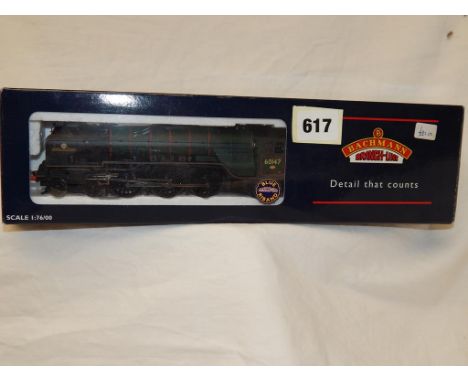 617
BACHMANN
BRANCH-LINE
Detail that counts
60147
BLUE
RIBAND
SCALE 1:76/00